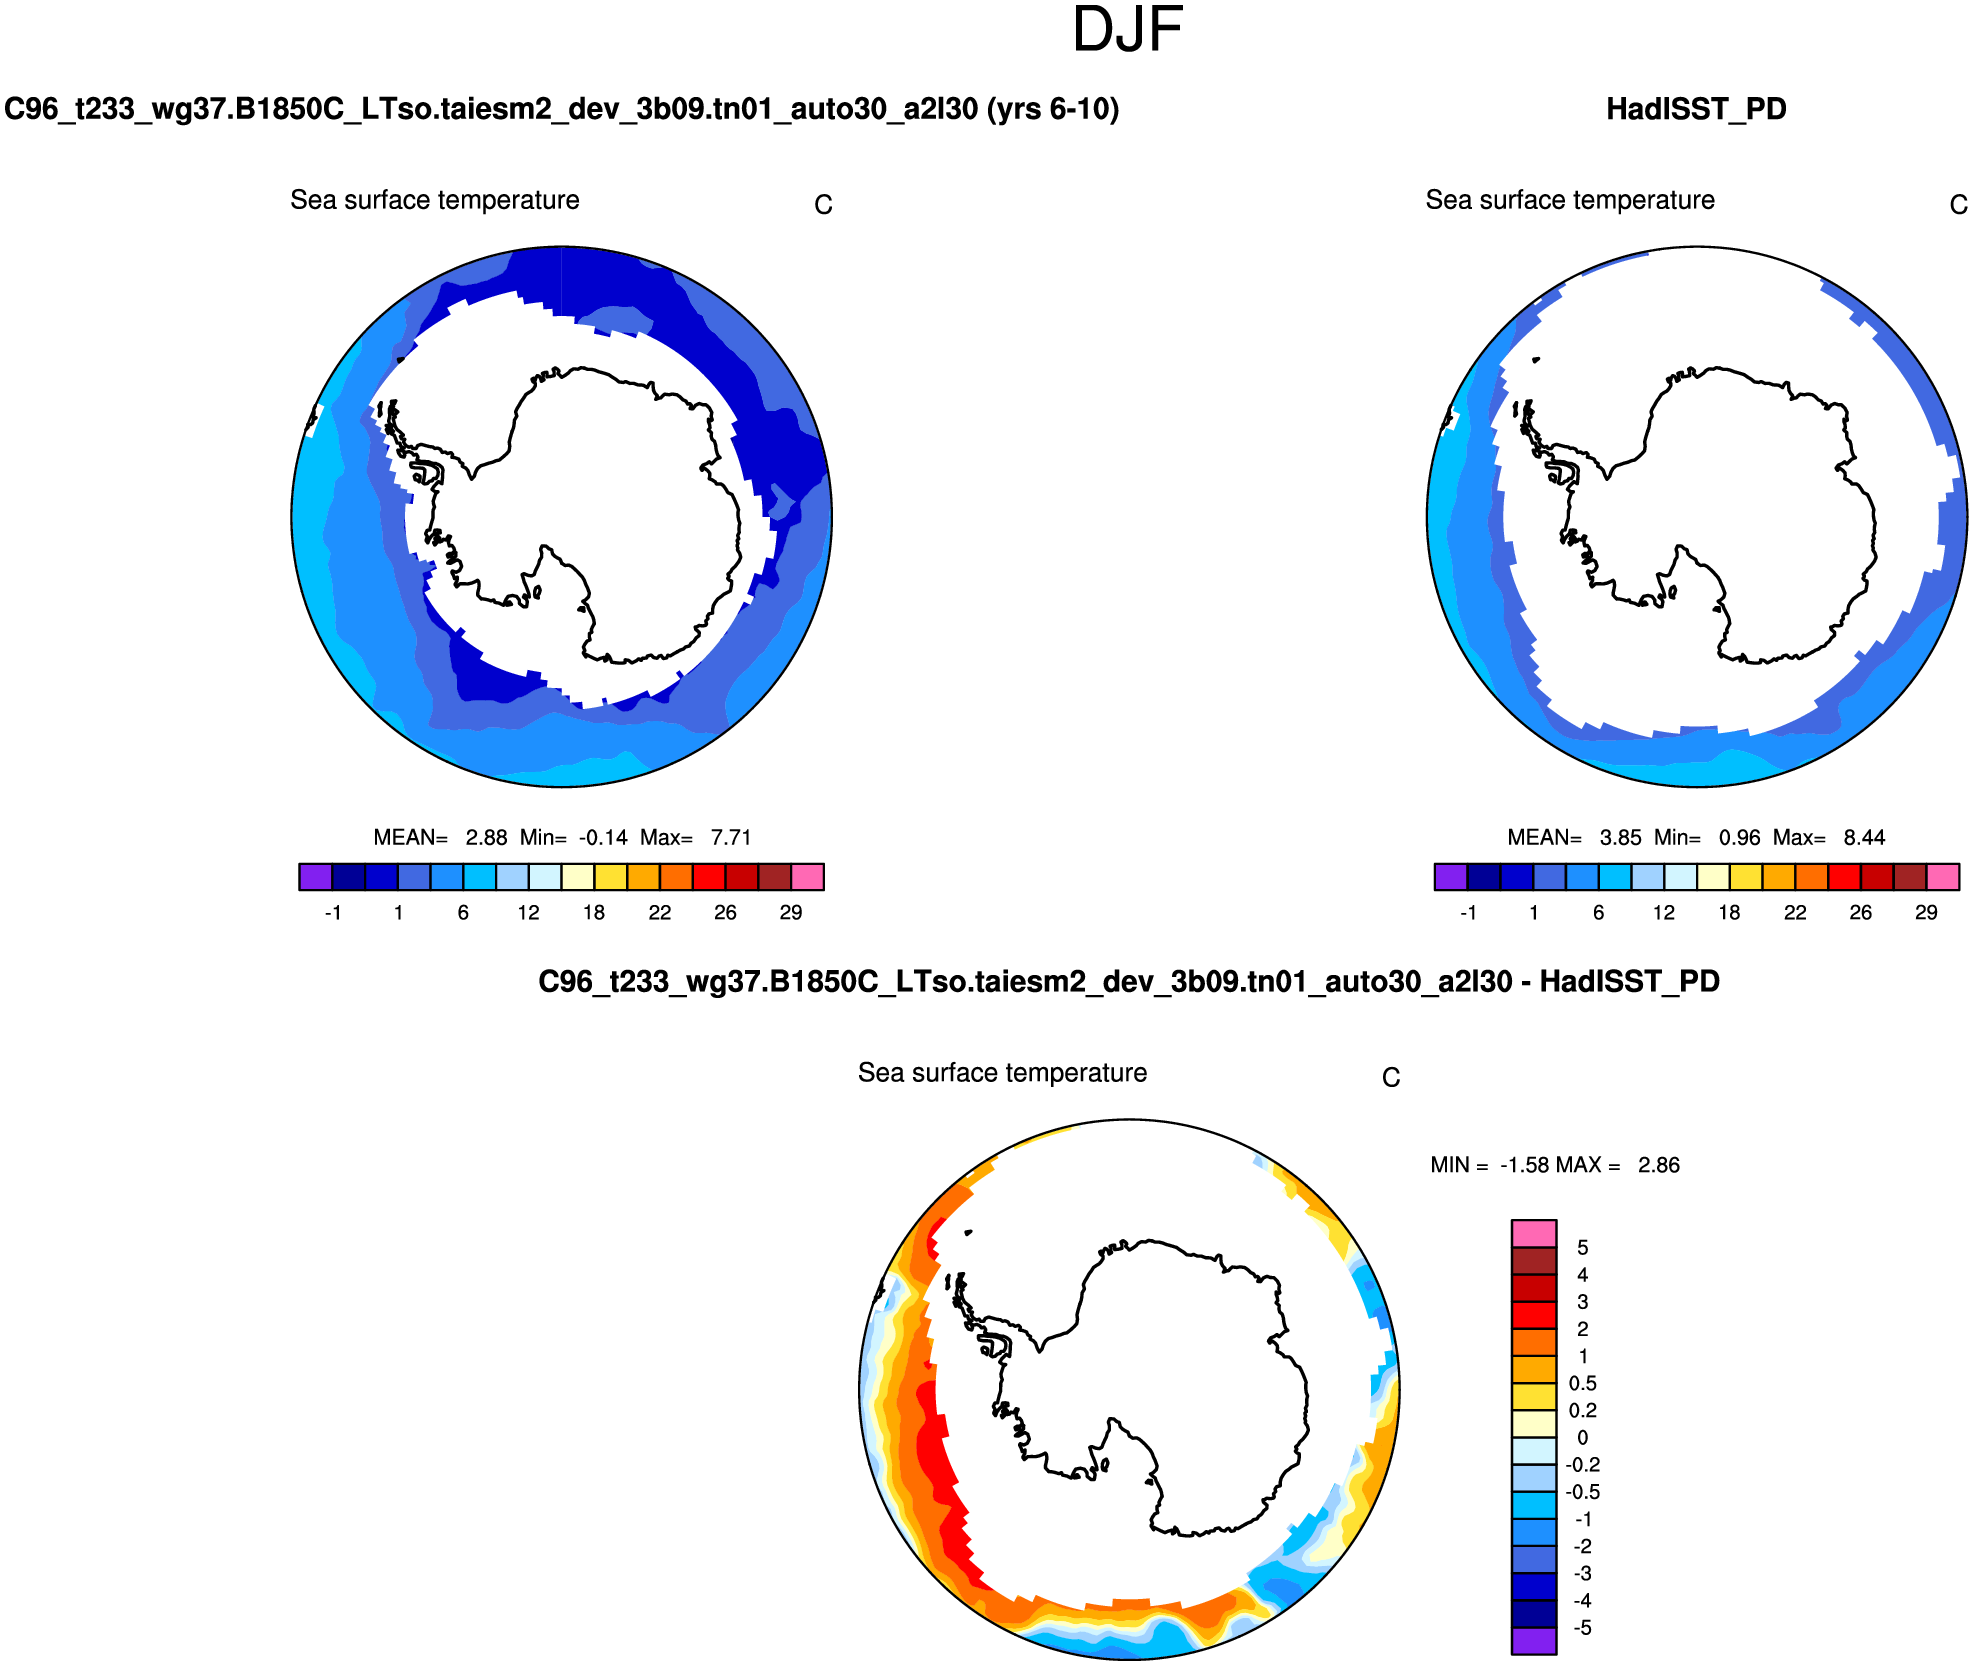 DJF
C96_t233_wg37.B1850C_LTso.taiesm2_dev_3b09.tn01_auto30_a2l30 (yrs 6-10)
HadISST_PD
Sea surface temperature C
Sea surface temperature C
MEAN= 2.88 Min= -0.14 Max= 7.71
MEAN= 3.85 Min= 0.96 Max= 8.44
-1 1 6 12 18 22 26 29
-1 1 6 12 18 22 26 29
C96_t233_wg37.B1850C_LTso.taiesm2_dev_3b09.tn01_auto30_a2l30 - HadISST_PD
Sea surface temperature C
MIN = -1.58 MAX = 2.86
5
4
3
2
1
0.5
0.2
0
-0.2
-0.5
-1
-2
-3
-4
-5